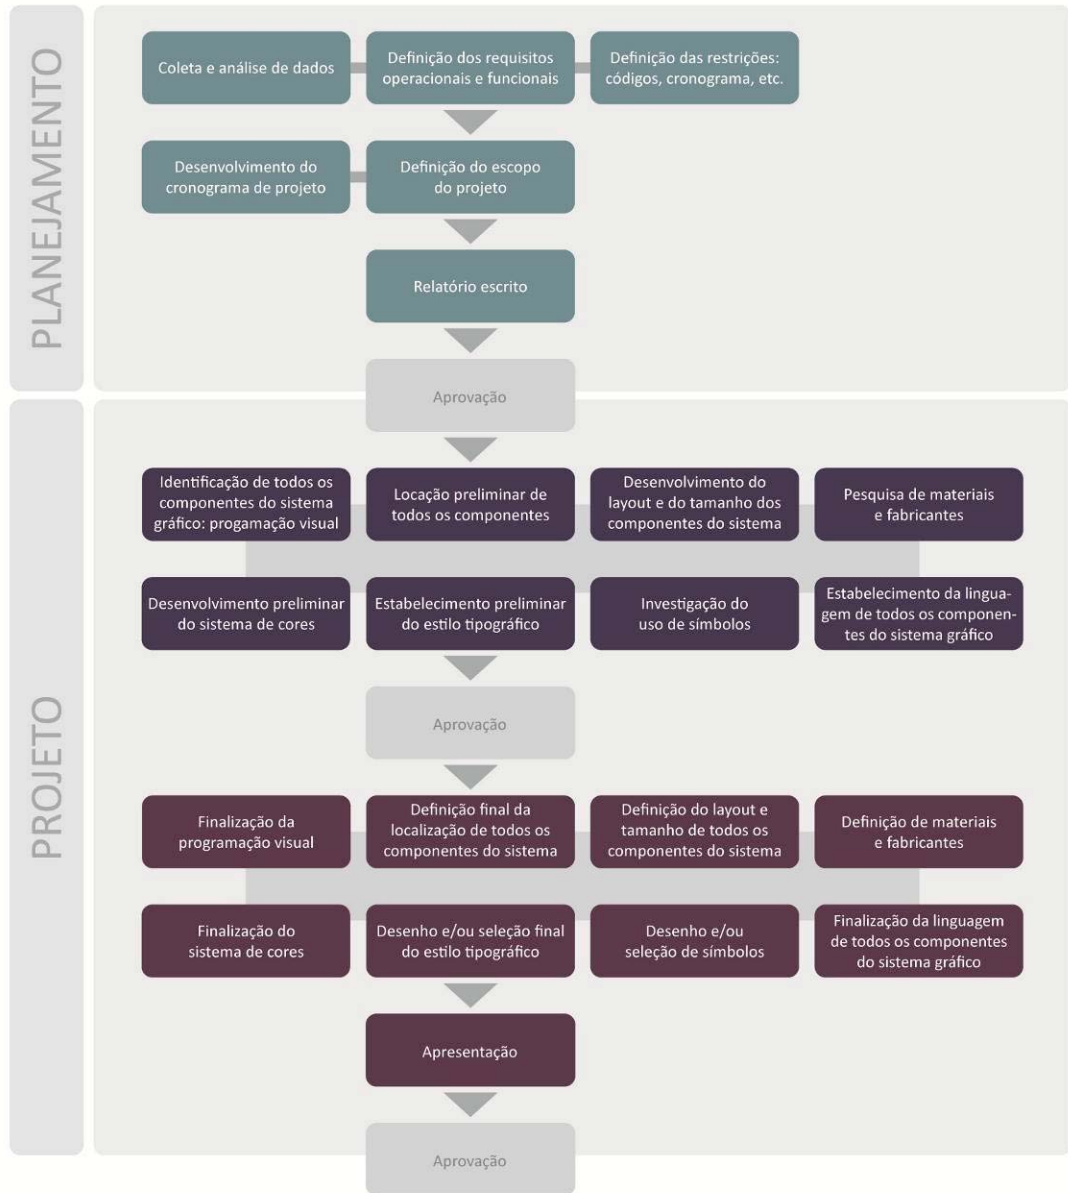 PLANEJAMENTO
Coleta e análise de dados
Definição dos requisitos
operacionais e funcionais
Definição das restrições:
códigos, cronograma, etc.
Desenvolvimento do
cronograma de projeto
Definição do escopo
do projeto
Relatório escrito
Aprovação
PROJETO
Identificação de todos os
componentes do sistema
gráfico: progamação visual
Locação preliminar de
todos os componentes
Desenvolvimento do
layout e do tamanho dos
componentes do sistema
Pesquisa de materiais
e fabricantes
Desenvolvimento preliminar
do sistema de cores
Estabelecimento preliminar
do estilo tipográfico
Investigação do
uso de símbolos
Estabelecimento da lingua-
gem de todos os componen-
tes do sistema gráfico
Aprovação
Finalização da
programação visual
Definição final da
localização de todos os
componentes do sistema
Definição do layout e
tamanho de todos os
componentes do sistema
Definição de materiais
e fabricantes
Finalização do
sistema de cores
Desenho e/ou seleção final
do estilo tipográfico
Desenho e/ou
seleção de símbolos
Finalização da linguagem
de todos os componentes
do sistema gráfico
Apresentação
Aprovação